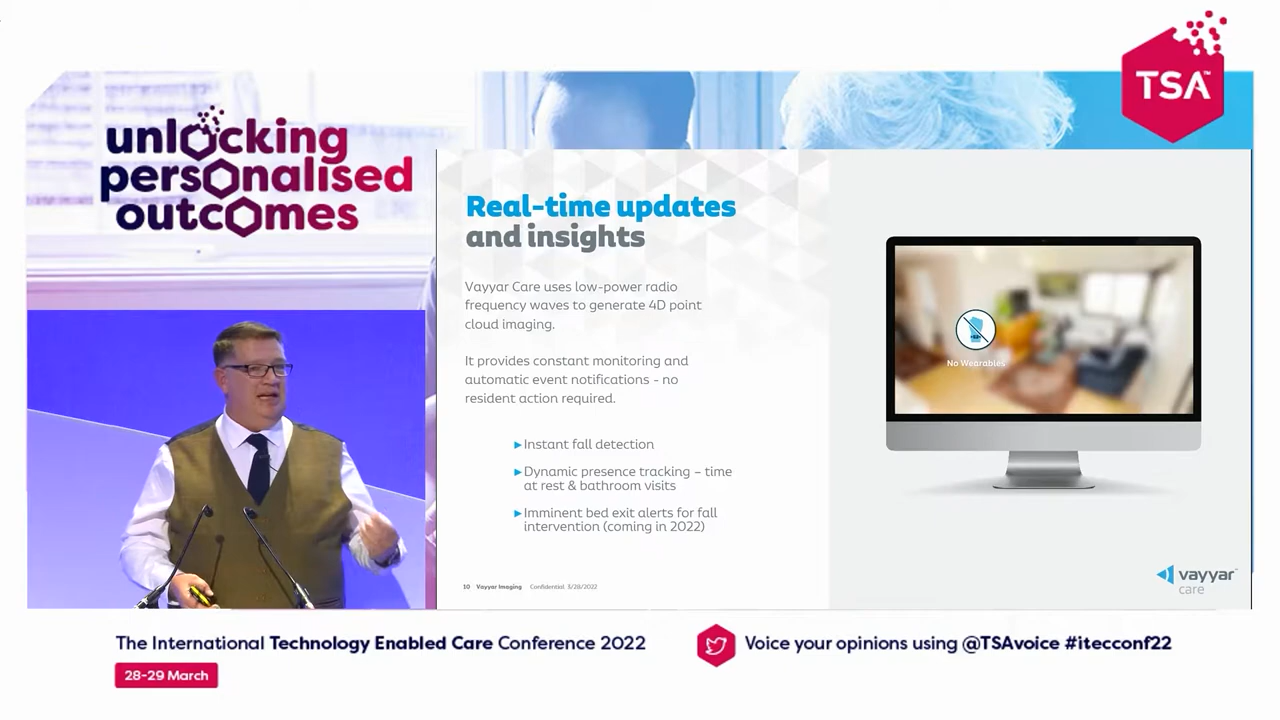 unlocking
personalised
outcomes
TSA™
Real-time updates
and insights
Vayyar Care uses low-power radio
frequency waves to generate 4D point
cloud imaging.
It provides constant monitoring and
automatic event notifications - no
resident action required.
►Instant fall detection
►Dynamic presence tracking – time
at rest & bathroom visits
►Imminent bed exit alerts for fall
intervention (coming in 2022)
No Wearables
10 Vayyar Imaging Confidential. 3/28/2022
vayyar™
care
The International Technology Enabled Care Conference 2022
28-29 March
Voice your opinions using @TSAvoice #itecconf22